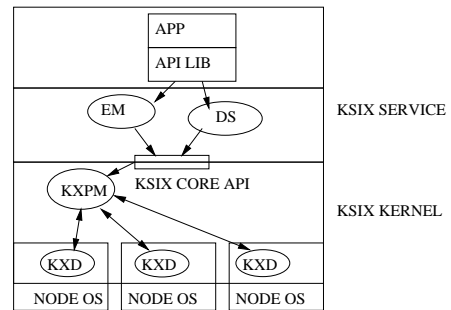 APP
API LIB
EM
DS
KSIX SERVICE
KSIX CORE API
KXPM
KSIX KERNEL
KXD
KXD
KXD
NODE OS
NODE OS
NODE OS